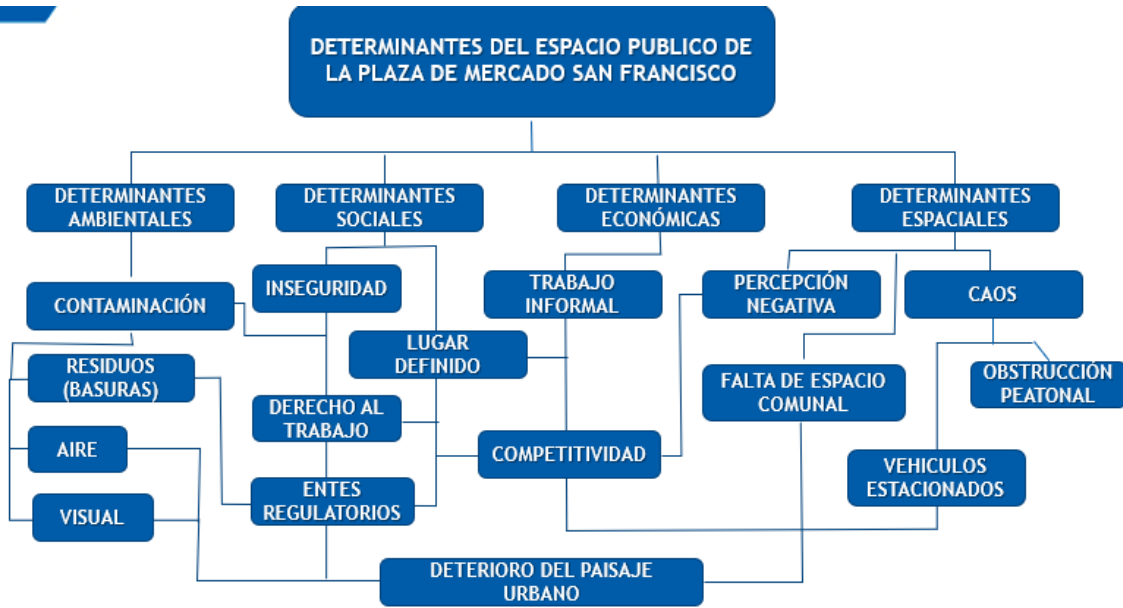 DETERMINANTES DEL ESPACIO PUBLICO DE
LA PLAZA DE MERCADO SAN FRANCISCO
DETERMINANTES
AMBIENTALES
DETERMINANTES
SOCIALES
DETERMINANTES
ECONÓMICAS
DETERMINANTES
ESPACIALES
CONTAMINACIÓN
INSEGURIDAD
TRABAJO
INFORMAL
PERCEPCIÓN
NEGATIVA
CAOS
RESIDUOS
(BASURAS)
LUGAR
DEFINIDO
FALTA DE ESPACIO
COMUNAL
OBSTRUCCIÓN
PEATONAL
AIRE
DERECHO AL
TRABAJO
COMPETITIVIDAD
VEHICULOS
ESTACIONADOS
VISUAL
ENTES
REGULATORIOS
DETERIORO DEL PAISAJE
URBANO